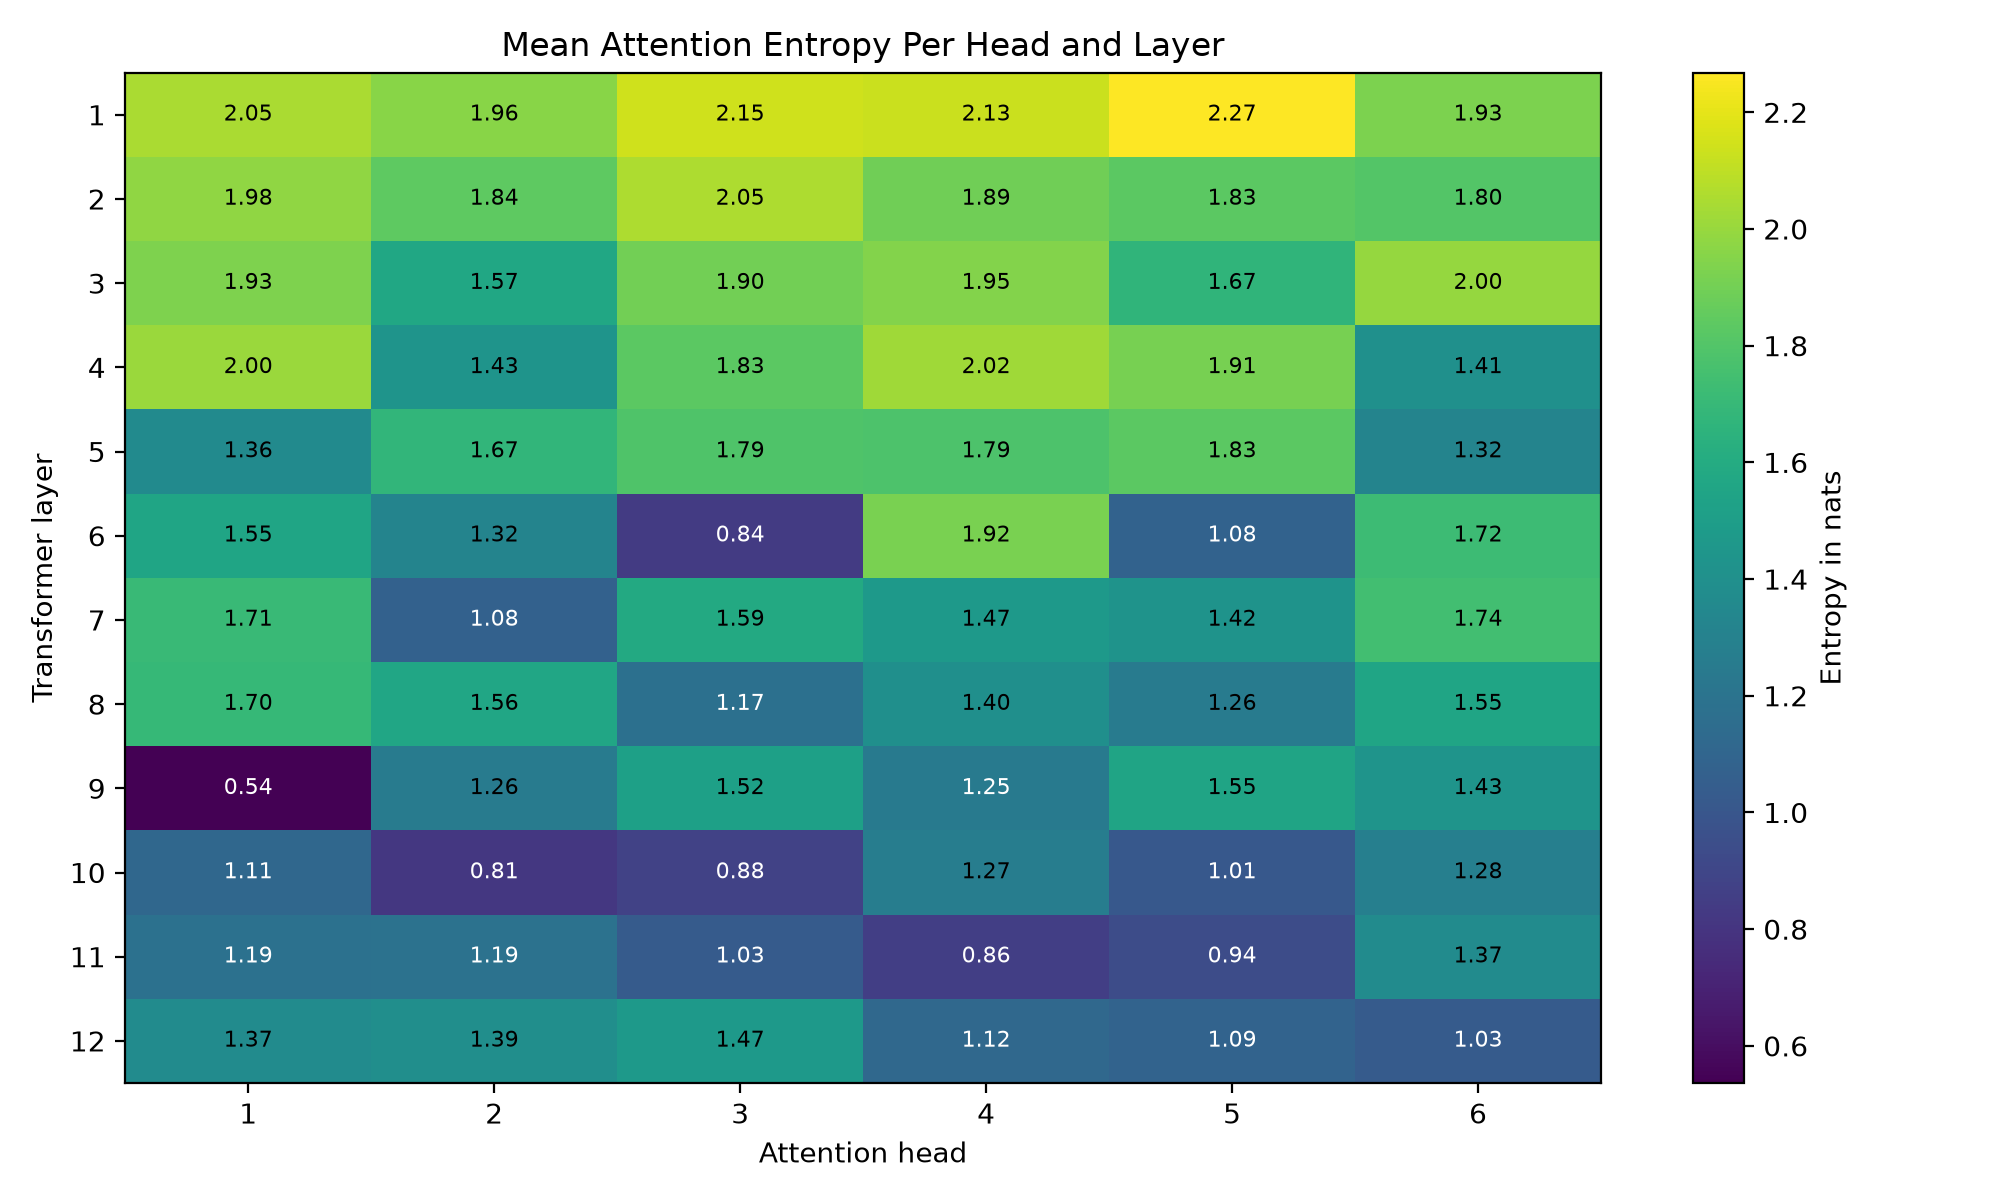 Mean Attention Entropy Per Head and Layer
1 2.05 1.96 2.15 2.13 2.27 1.93
2 1.98 1.84 2.05 1.89 1.83 1.80
3 1.93 1.57 1.90 1.95 1.67 2.00
4 2.00 1.43 1.83 2.02 1.91 1.41
5 1.36 1.67 1.79 1.79 1.83 1.32
6 1.55 1.32 0.84 1.92 1.08 1.72
7 1.71 1.08 1.59 1.47 1.42 1.74
8 1.70 1.56 1.17 1.40 1.26 1.55
9 0.54 1.26 1.52 1.25 1.55 1.43
10 1.11 0.81 0.88 1.27 1.01 1.28
11 1.19 1.19 1.03 0.86 0.94 1.37
12 1.37 1.39 1.47 1.12 1.09 1.03
1 2 3 4 5 6
Attention head
Transformer layer
2.2
2.0
1.8
1.6
1.4
1.2
1.0
0.8
0.6
Entropy in nats